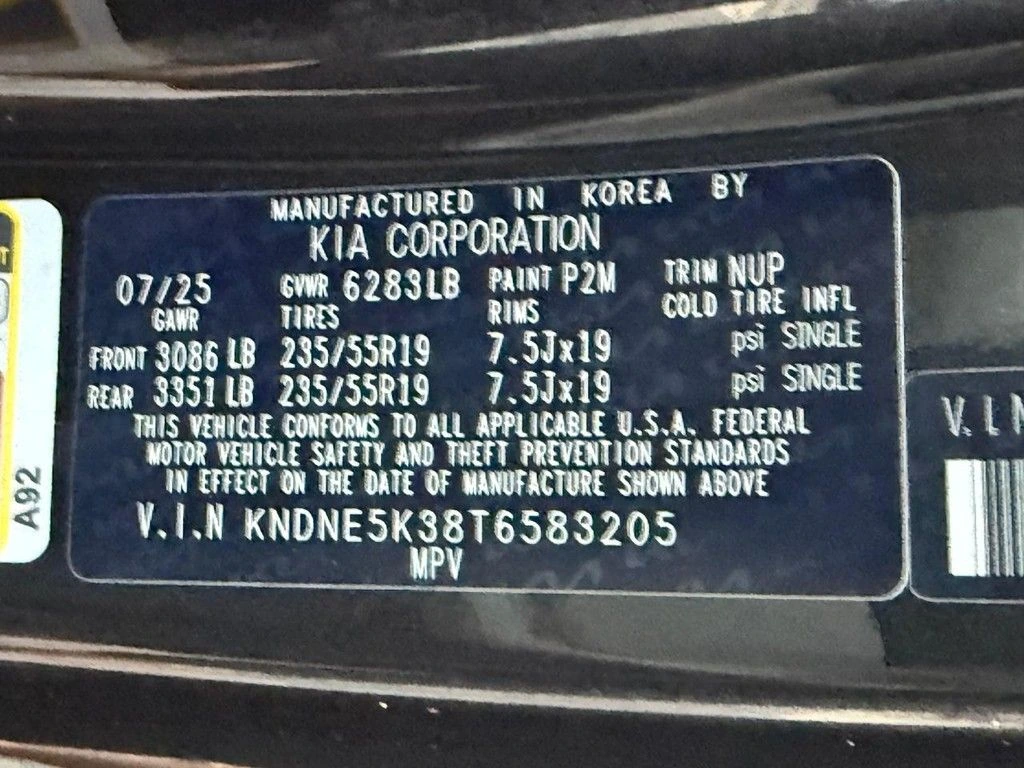 MANUFACTURED IN KOREA BY
KIA CORPORATION
07/25 GVWR 6283LB PAINT P2M TRIM NUP
GAWR TIRES RIMS COLD TIRE INFL
FRONT 3086 LB 235/55R19 7.5Jx19 psi SINGLE
REAR 3351 LB 235/55R19 7.5Jx19 psi SINGLE
THIS VEHICLE CONFORMS TO ALL APPLICABLE U.S.A. FEDERAL
MOTOR VEHICLE SAFETY AND THEFT PREVENTION STANDARDS
IN EFFECT ON THE DATE OF MANUFACTURE SHOWN ABOVE
V.I.N KNDNE5K38T6583205
MPV
A92
V.I.N